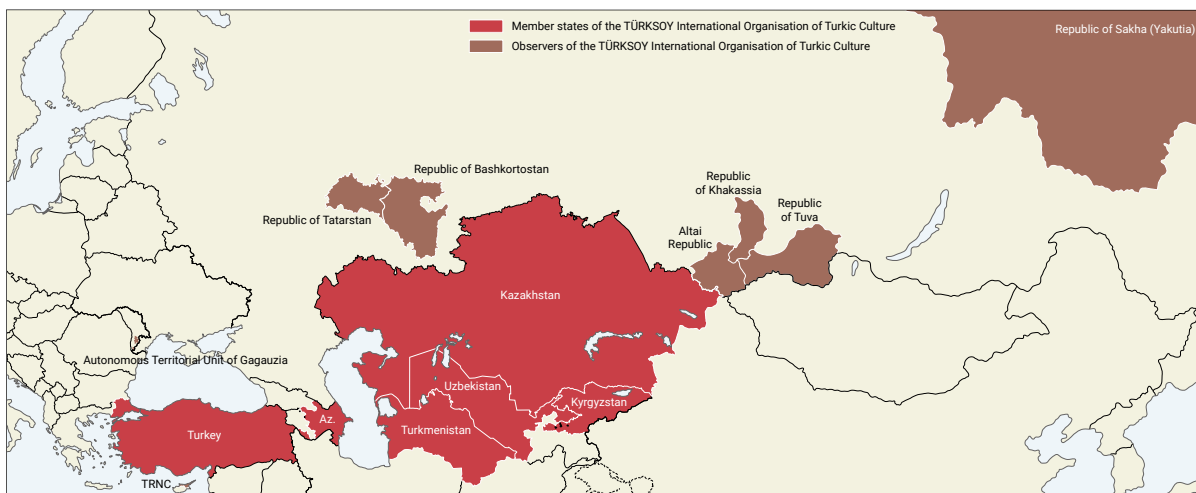 Member states of the TÜRKSOY International Organisation of Turkic Culture
Observers of the TÜRKSOY International Organisation of Turkic Culture
Republic of Sakha (Yakutia)
Republic of Bashkortostan
Republic of Tatarstan
Republic
of Khakassia
Republic
of Tuva
Altai
Republic
Kazakhstan
Autonomous Territorial Unit of Gagauzia
Uzbekistan
Kyrgyzstan
Az.
Turkmenistan
Turkey
TRNC